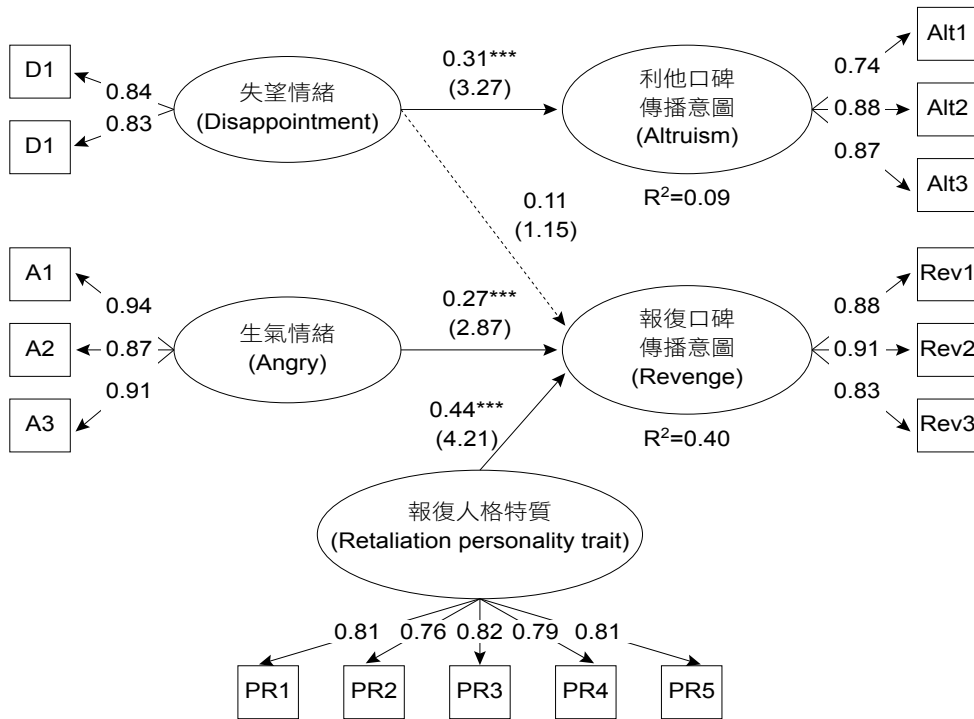 D1
0.84
0.83
D1
失望情緒
(Disappointment)
0.31***
(3.27)
利他口碑
傳播意圖
(Altruism)
R²=0.09
0.74
0.88
0.87
Alt1
Alt2
Alt3
0.11
(1.15)
A1
A2
A3
0.94
0.87
0.91
生氣情緒
(Angry)
0.27***
(2.87)
報復口碑
傳播意圖
(Revenge)
R²=0.40
0.88
0.91
0.83
Rev1
Rev2
Rev3
0.44***
(4.21)
報復人格特質
(Retaliation personality trait)
0.81 0.76 0.82 0.79 0.81
PR1 PR2 PR3 PR4 PR5